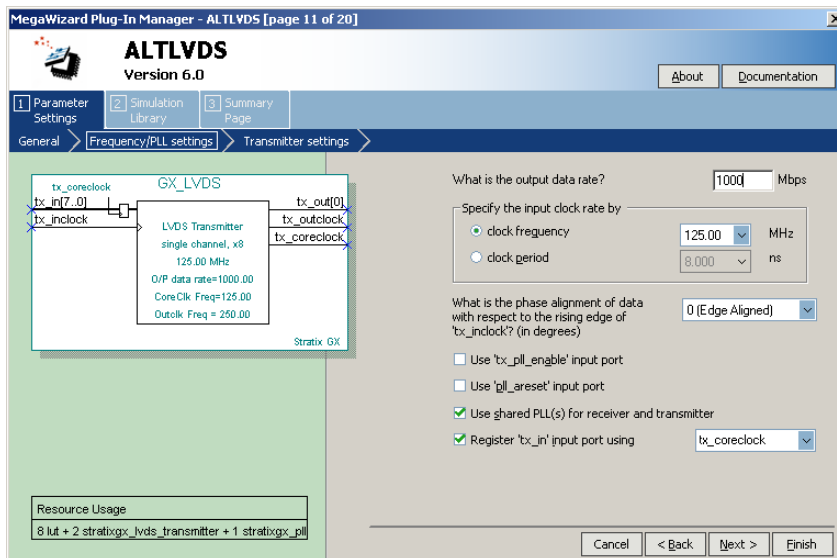 MegaWizard Plug-In Manager - ALTLVDS [page 11 of 20]
ALTLVDS
Version 6.0
About
Documentation
1 Parameter Settings
2 Simulation Library
3 Summary Page
General
Frequency/PLL settings
Transmitter settings
GX_LVDS
tx_coreclock
tx_in[7..0]
tx_inclock
tx_out[0]
tx_outclock
tx_coreclock
LVDS Transmitter
single channel, x8
125.00 MHz
O/P data rate=1000.00
CoreClk Freq=125.00
Outclk Freq = 250.00
Stratix GX
What is the output data rate?
1000
Mbps
Specify the input clock rate by
clock frequency
125.00
MHz
clock period
8.000
ns
What is the phase alignment of data
with respect to the rising edge of
'tx_inclock'? (in degrees)
0 (Edge Aligned)
Use 'tx_pll_enable' input port
Use 'pll_areset' input port
Use shared PLL(s) for receiver and transmitter
Register 'tx_in' input port using
tx_coreclock
Resource Usage
8 lut + 2 stratixgx_lvds_transmitter + 1 stratixgx_pll
Cancel
< Back
Next >
Finish